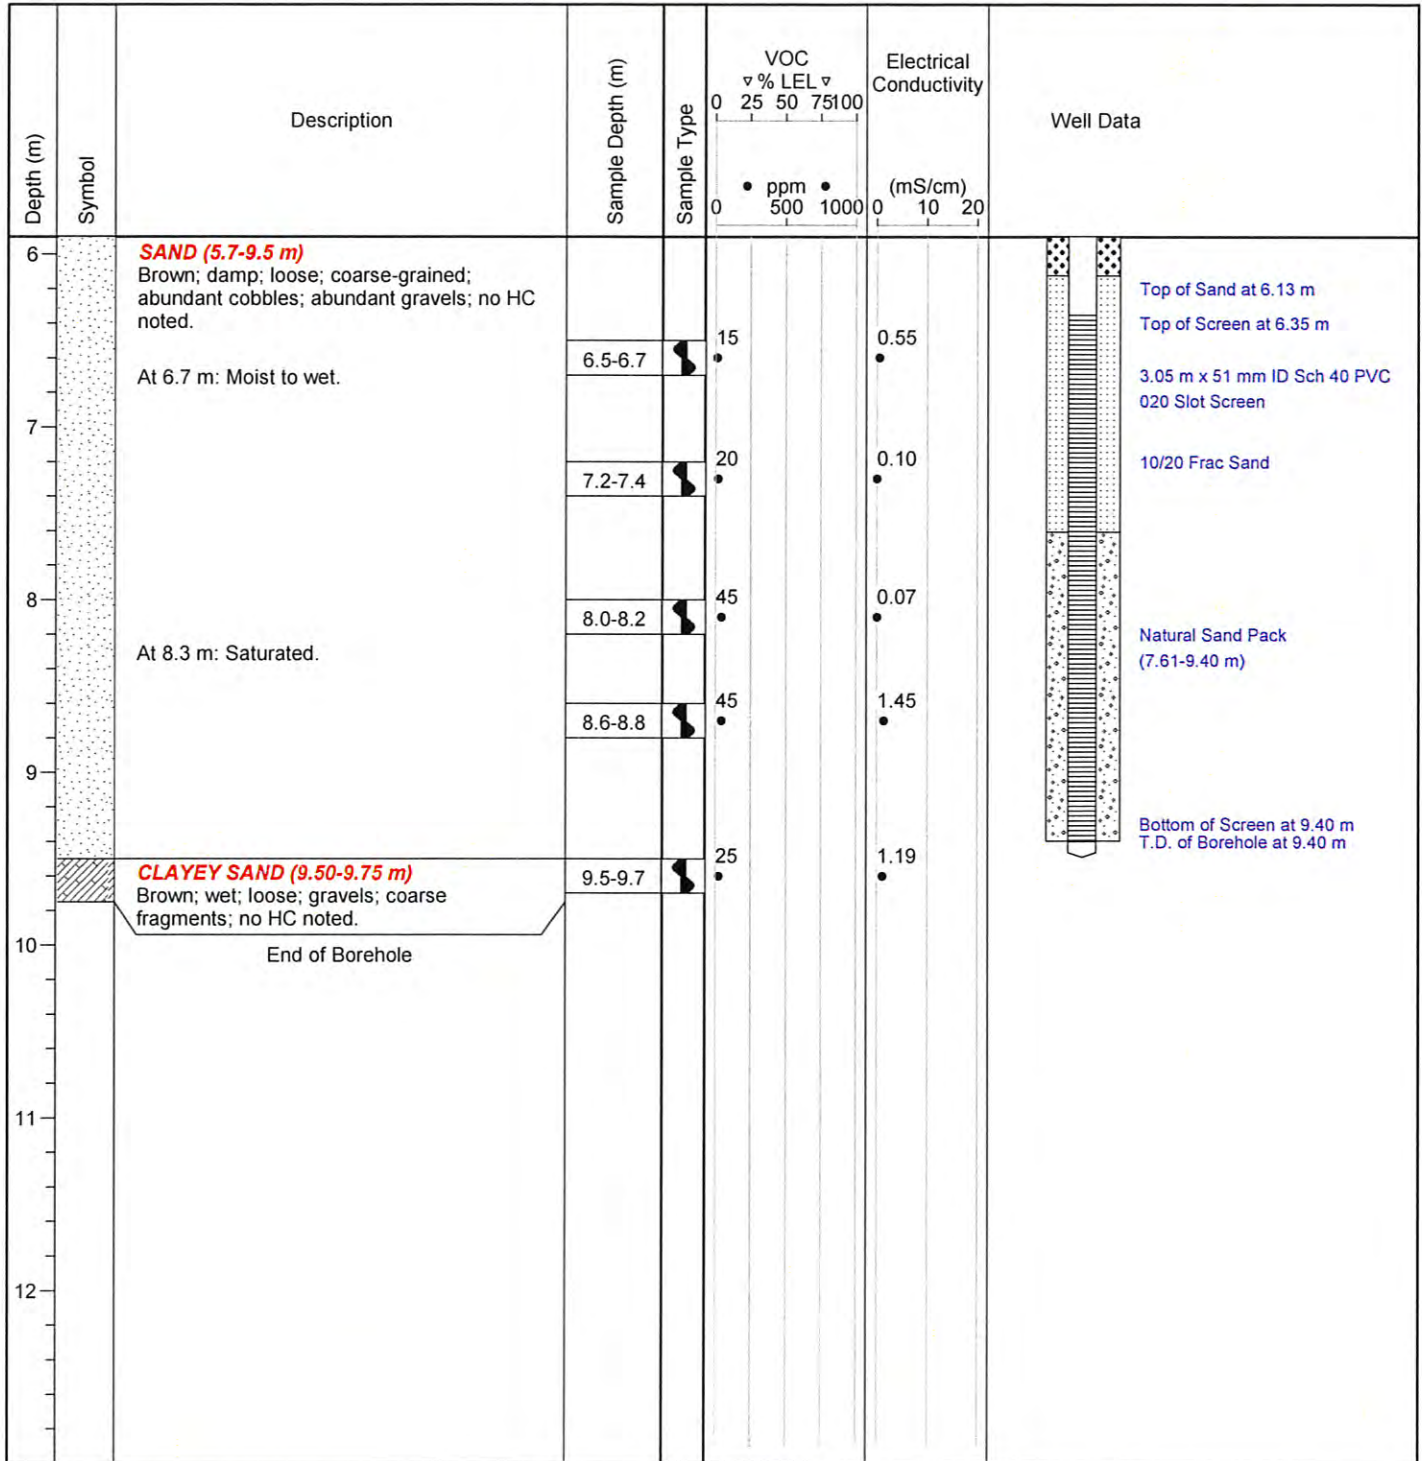 Depth (m)
Symbol
Description
Sample Depth (m)
Sample Type
VOC
▿ % LEL ▿
0 25 50 75 100
• ppm •
0 500 1000
Electrical
Conductivity
(mS/cm)
0 10 20
Well Data
6
SAND (5.7-9.5 m)
Brown; damp; loose; coarse-grained;
abundant cobbles; abundant gravels; no HC
noted.
At 6.7 m: Moist to wet.
6.5-6.7
15
0.55
Top of Sand at 6.13 m
Top of Screen at 6.35 m
3.05 m x 51 mm ID Sch 40 PVC
020 Slot Screen
7
7.2-7.4
20
0.10
10/20 Frac Sand
8
8.0-8.2
45
0.07
At 8.3 m: Saturated.
Natural Sand Pack
(7.61-9.40 m)
8.6-8.8
45
1.45
9
Bottom of Screen at 9.40 m
T.D. of Borehole at 9.40 m
CLAYEY SAND (9.50-9.75 m)
Brown; wet; loose; gravels; coarse
fragments; no HC noted.
9.5-9.7
25
1.19
10
End of Borehole
11
12